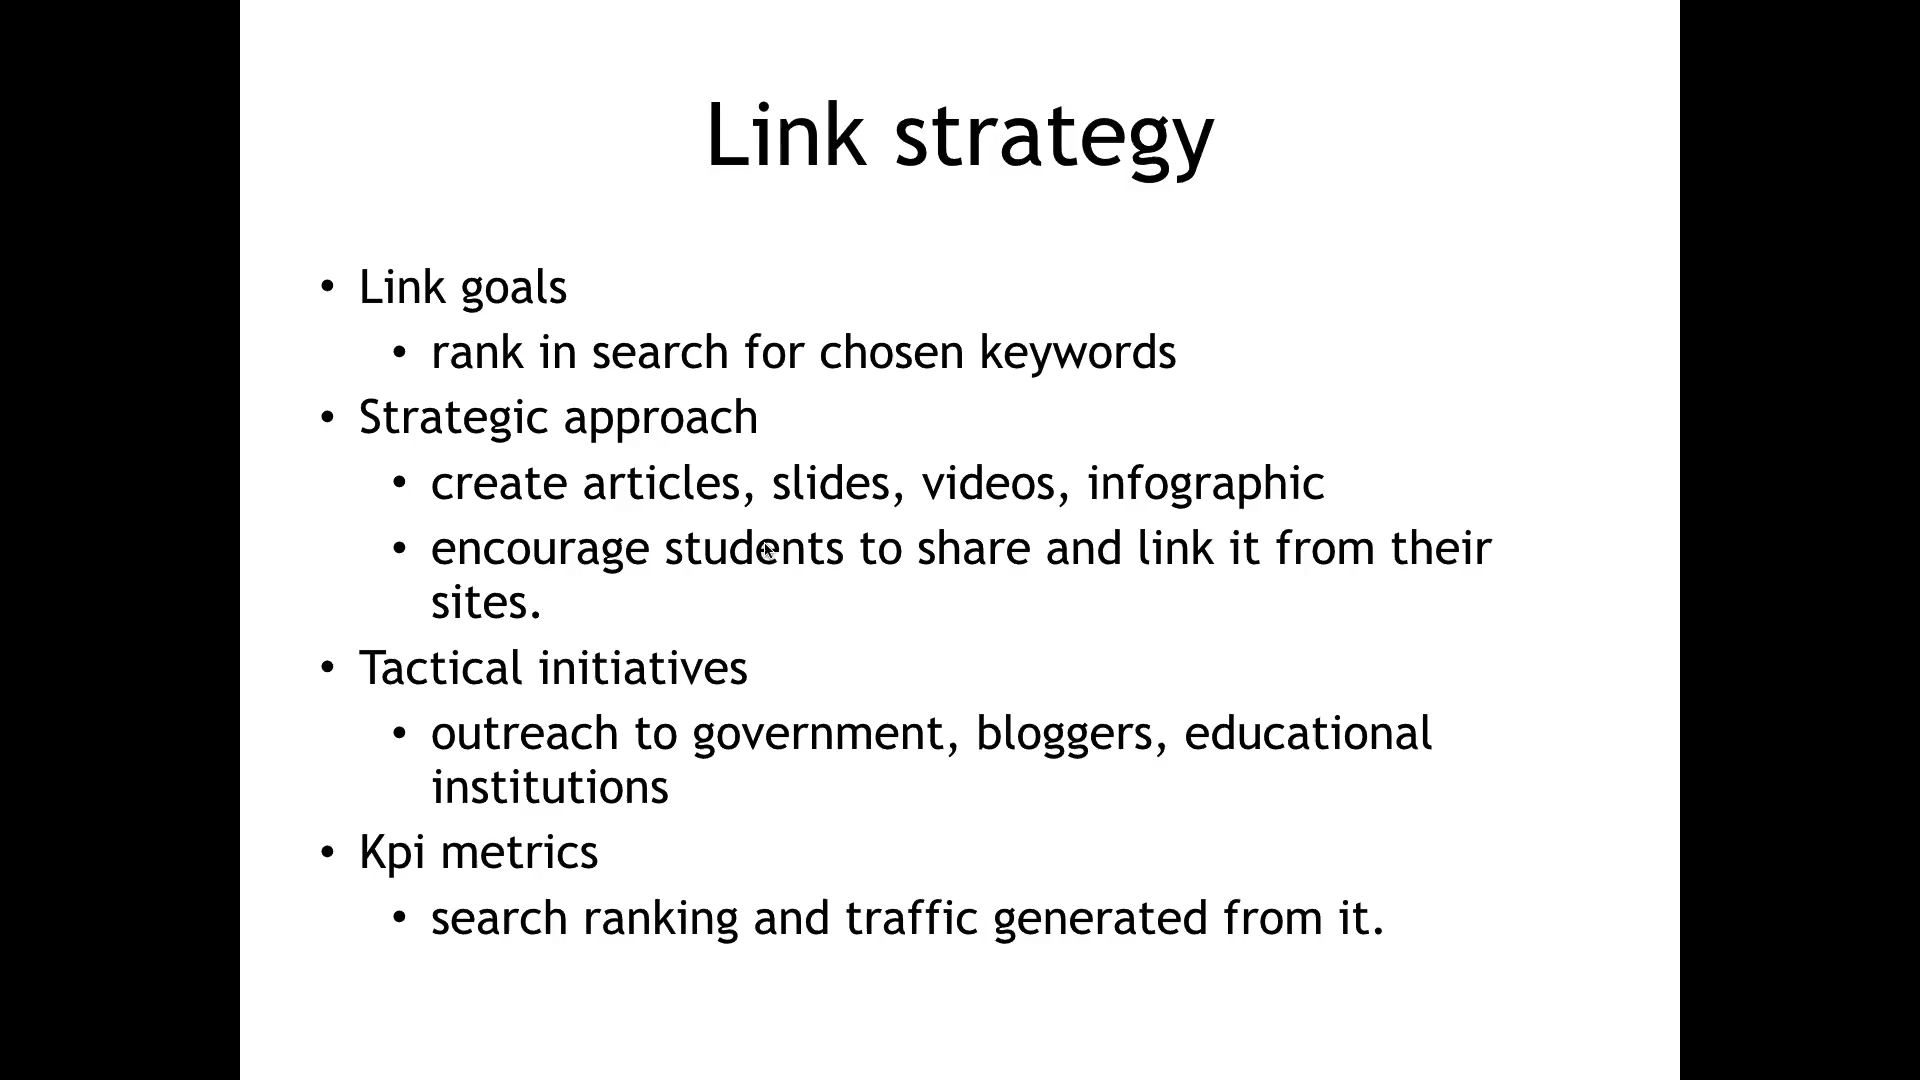 Link strategy
• Link goals
• rank in search for chosen keywords
• Strategic approach
• create articles, slides, videos, infographic
• encourage students to share and link it from their
sites.
• Tactical initiatives
• outreach to government, bloggers, educational
institutions
• Kpi metrics
• search ranking and traffic generated from it.